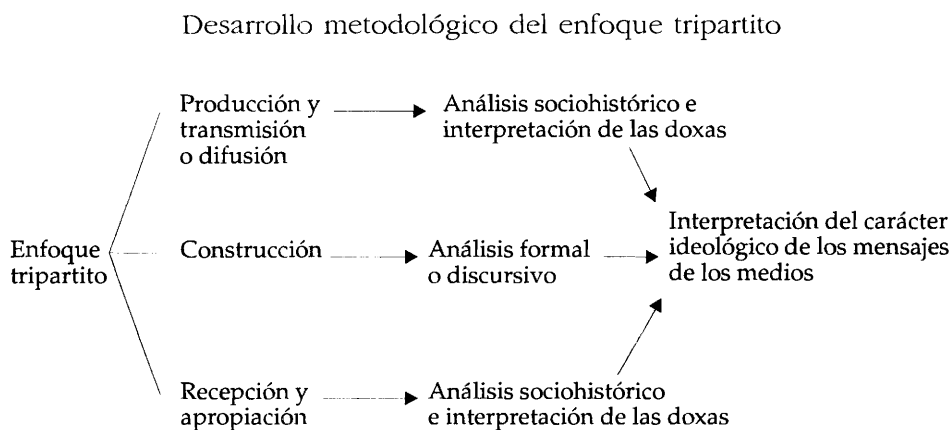 Desarrollo metodológico del enfoque tripartito
Producción y
transmisión
o difusión
Análisis sociohistórico e
interpretación de las doxas
Enfoque
tripartito
Construcción
Análisis formal
o discursivo
Interpretación del carácter
ideológico de los mensajes
de los medios
Recepción y
apropiación
Análisis sociohistórico
e interpretación de las doxas